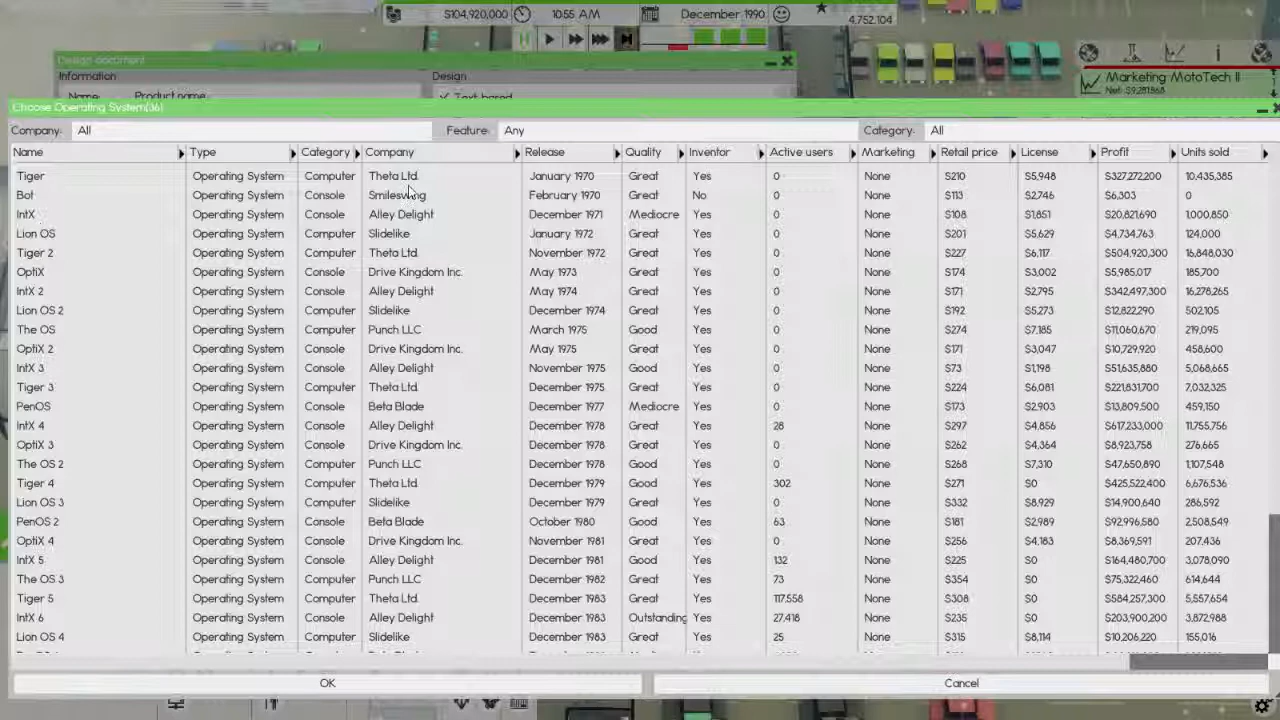 $104,920,000 10:55 AM December 1990 4,752,104
Design document
Information Design
Name: Product name Text-based
Marketing MotoTech II
Net: $9,281,868
Choose Operating System(36)
Company: All Feature: Any Category: All
Name Type Category Company Release Quality Inventor Active users Marketing Retail price License Profit Units sold
Tiger Operating System Computer Theta Ltd. January 1970 Great Yes 0 None $210 $5,948 $327,272,200 10,435,385
Bot Operating System Console Smileswing February 1970 Great No 0 None $113 $2,746 $6,303 0
IntX Operating System Console Alley Delight December 1971 Mediocre Yes 0 None $108 $1,851 $20,821,690 1,000,850
Lion OS Operating System Computer Slidelike January 1972 Great Yes 0 None $201 $5,629 $4,734,763 124,000
Tiger 2 Operating System Computer Theta Ltd. November 1972 Great Yes 0 None $227 $6,117 $504,920,300 16,848,030
OptiX Operating System Console Drive Kingdom Inc. May 1973 Great Yes 0 None $174 $3,002 $5,985,017 185,700
IntX 2 Operating System Console Alley Delight May 1974 Great Yes 0 None $171 $2,795 $342,497,300 16,278,265
Lion OS 2 Operating System Computer Slidelike December 1974 Great Yes 0 None $192 $5,273 $12,822,290 502,105
The OS Operating System Computer Punch LLC March 1975 Good Yes 0 None $274 $7,185 $11,060,670 219,095
OptiX 2 Operating System Console Drive Kingdom Inc. May 1975 Great Yes 0 None $171 $3,047 $10,729,920 458,600
IntX 3 Operating System Console Alley Delight November 1975 Good Yes 0 None $73 $1,198 $51,635,880 5,068,665
Tiger 3 Operating System Computer Theta Ltd. December 1975 Great Yes 0 None $224 $6,081 $221,831,700 7,032,325
PenOS Operating System Console Beta Blade December 1977 Mediocre Yes 0 None $173 $2,903 $13,809,500 459,150
IntX 4 Operating System Console Alley Delight December 1978 Great Yes 28 None $297 $4,856 $617,233,000 11,755,756
OptiX 3 Operating System Console Drive Kingdom Inc. December 1978 Great Yes 0 None $262 $4,364 $8,923,758 276,665
The OS 2 Operating System Computer Punch LLC December 1978 Good Yes 0 None $268 $7,310 $47,650,890 1,107,548
Tiger 4 Operating System Computer Theta Ltd. December 1979 Good Yes 302 None $271 $0 $425,522,400 6,676,536
Lion OS 3 Operating System Computer Slidelike December 1979 Great Yes 0 None $332 $8,929 $14,900,640 286,592
PenOS 2 Operating System Console Beta Blade October 1980 Good Yes 63 None $181 $2,989 $92,996,580 2,508,549
OptiX 4 Operating System Console Drive Kingdom Inc. November 1981 Great Yes 0 None $256 $4,183 $8,369,591 207,436
IntX 5 Operating System Console Alley Delight December 1981 Good Yes 132 None $225 $0 $164,480,700 3,078,090
The OS 3 Operating System Computer Punch LLC December 1982 Great Yes 73 None $354 $0 $75,322,460 614,644
Tiger 5 Operating System Computer Theta Ltd. December 1983 Great Yes 117,558 None $308 $0 $584,257,300 5,557,654
IntX 6 Operating System Console Alley Delight December 1983 Outstanding Yes 27,418 None $235 $0 $203,900,200 3,872,988
Lion OS 4 Operating System Computer Slidelike December 1983 Great Yes 25 None $315 $8,114 $10,206,220 155,016
OK Cancel